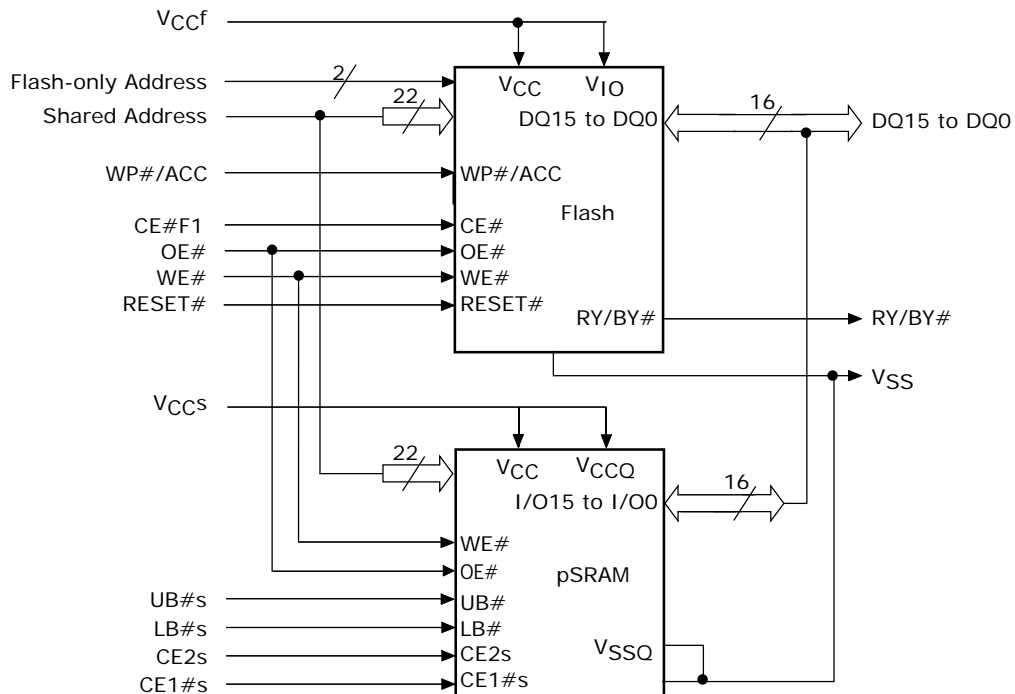 VCCf
Flash-only Address
2
Shared Address
22
VCC VIO
DQ15 to DQ0
16
DQ15 to DQ0
WP#/ACC
WP#/ACC
Flash
CE#F1
CE#
OE#
OE#
WE#
WE#
RESET#
RESET#
RY/BY#
RY/BY#
VSS
VCCs
22
VCC VCCQ
I/O15 to I/O0
16
WE#
OE#
pSRAM
UB#s
UB#
LB#s
LB#
CE2s
CE2s
CE1#s
CE1#s
VSSQ